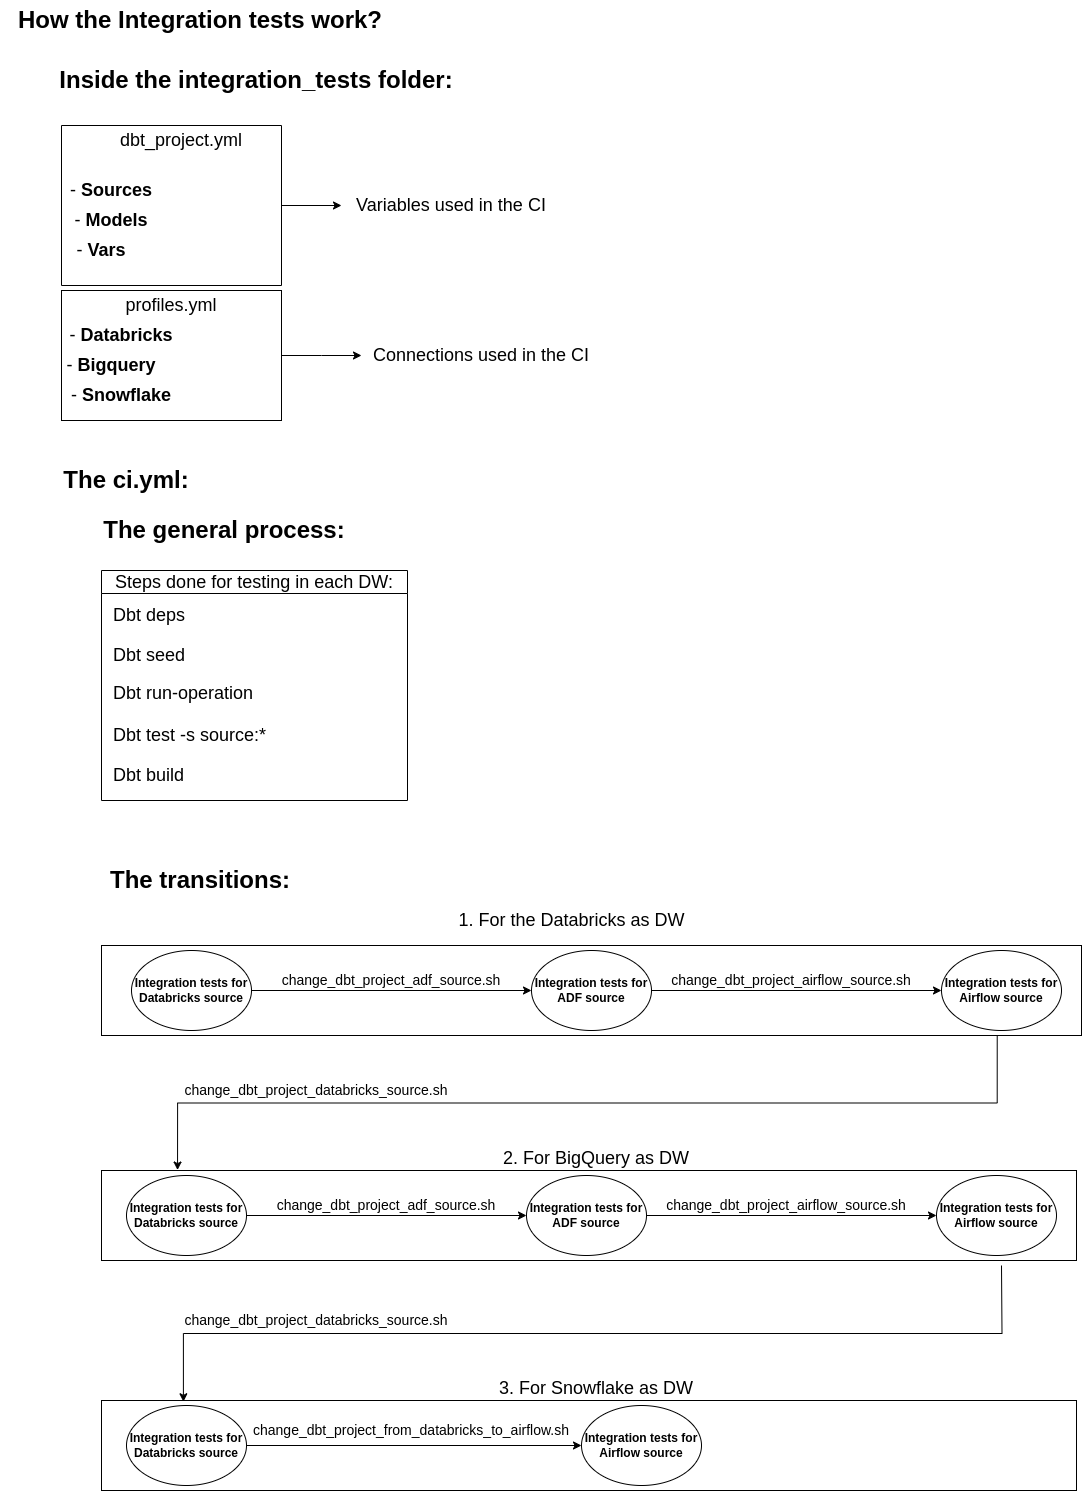 How the Integration tests work?
Inside the integration_tests folder:
dbt_project.yml
- Sources
- Models
- Vars
Variables used in the CI
profiles.yml
- Databricks
- Bigquery
- Snowflake
Connections used in the CI
The ci.yml:
The general process:
Steps done for testing in each DW:
Dbt deps
Dbt seed
Dbt run-operation
Dbt test -s source:*
Dbt build
The transitions:
1. For the Databricks as DW
Integration tests for
Databricks source
change_dbt_project_adf_source.sh
Integration tests for
ADF source
change_dbt_project_airflow_source.sh
Integration tests for
Airflow source
change_dbt_project_databricks_source.sh
2. For BigQuery as DW
Integration tests for
Databricks source
change_dbt_project_adf_source.sh
Integration tests for
ADF source
change_dbt_project_airflow_source.sh
Integration tests for
Airflow source
change_dbt_project_databricks_source.sh
3. For Snowflake as DW
Integration tests for
Databricks source
change_dbt_project_from_databricks_to_airflow.sh
Integration tests for
Airflow source